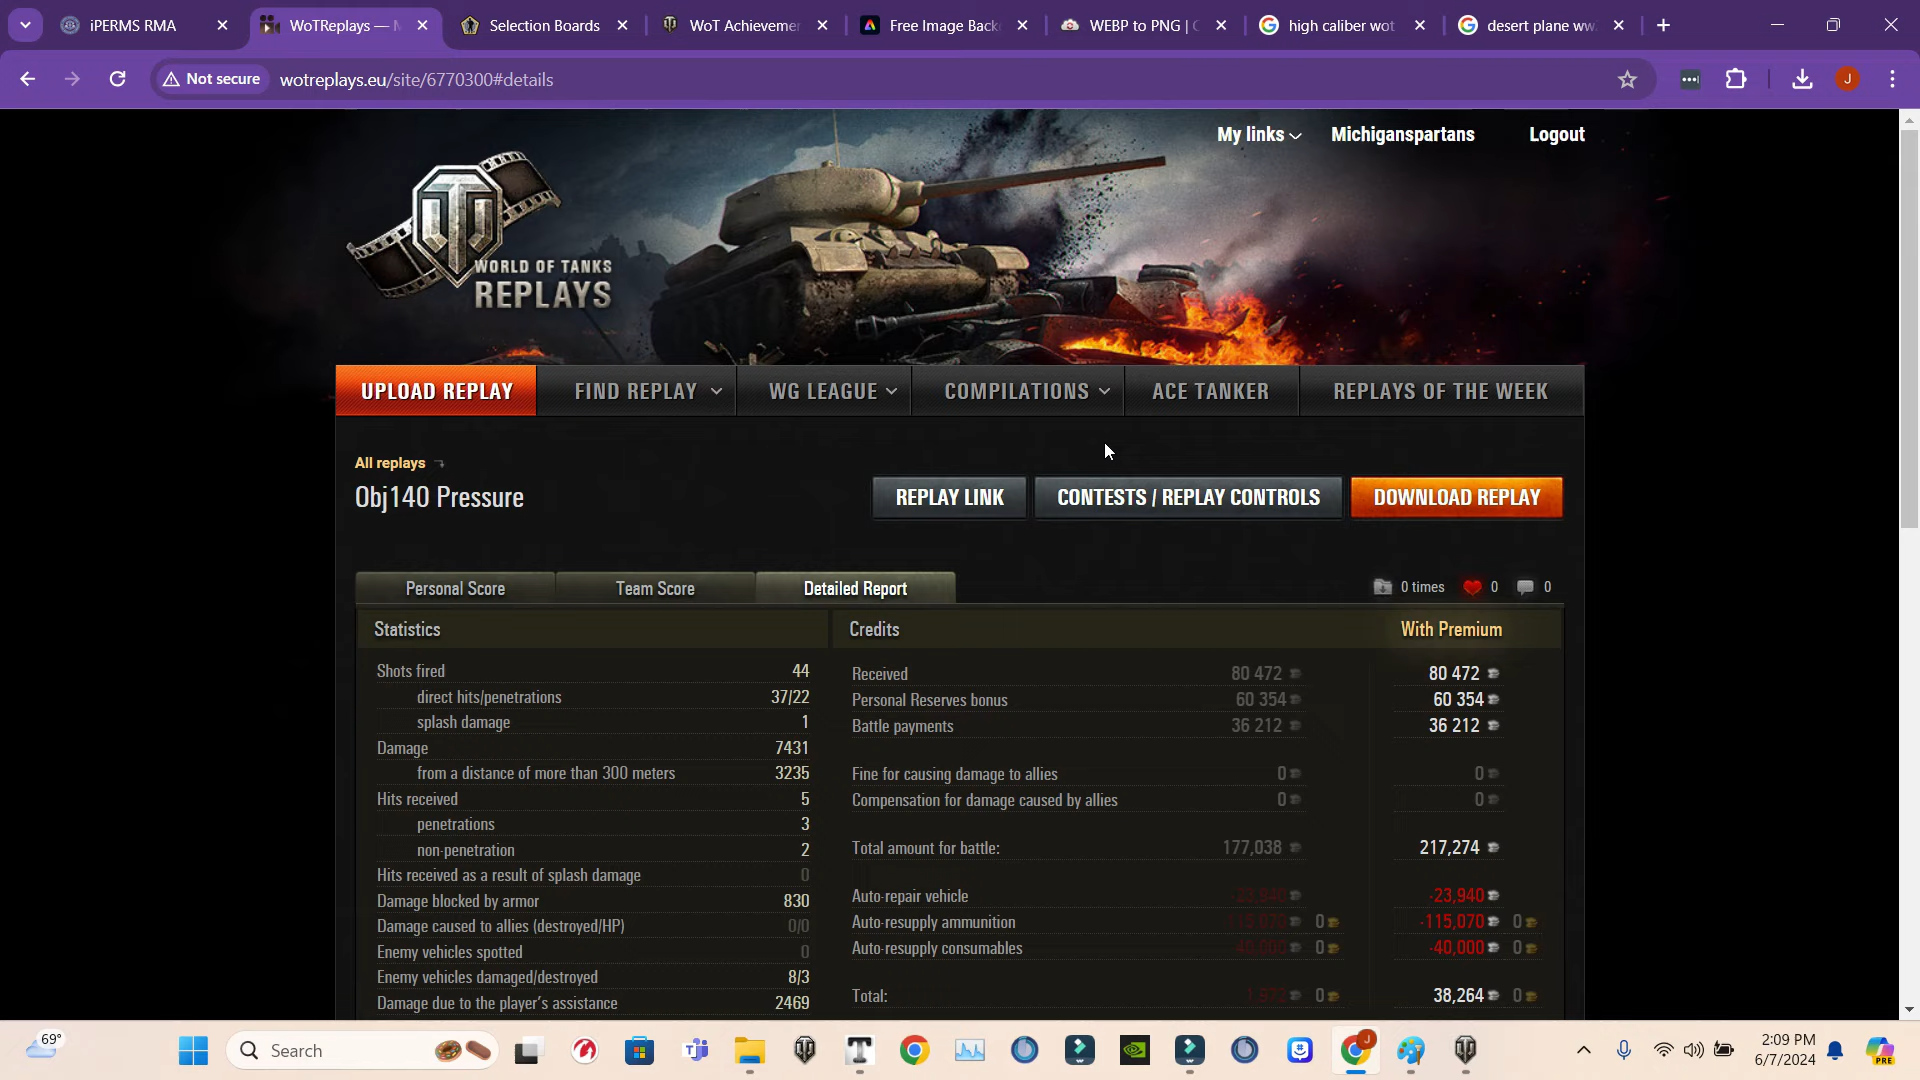 iPERMS RMA
WoTReplays — M
Selection Boards
WoT Achievemen
Free Image Back
WEBP to PNG | C
high caliber wot
desert plane ww
Not secure
wotreplays.eu/site/6770300#details
J
My links
Michiganspartans
Logout
WORLD OF TANKS
REPLAYS
UPLOAD REPLAY
FIND REPLAY
WG LEAGUE
COMPILATIONS
ACE TANKER
REPLAYS OF THE WEEK
All replays
Obj140 Pressure
REPLAY LINK
CONTESTS / REPLAY CONTROLS
DOWNLOAD REPLAY
Personal Score
Team Score
Detailed Report
0 times
0
0
Statistics
Credits
With Premium
Shots fired 44
direct hits/penetrations 37/22
splash damage 1
Damage 7431
from a distance of more than 300 meters 3235
Hits received 5
penetrations 3
non-penetration 2
Hits received as a result of splash damage 0
Damage blocked by armor 830
Damage caused to allies (destroyed/HP) 0/0
Enemy vehicles spotted 0
Enemy vehicles damaged/destroyed 8/3
Damage due to the player's assistance 2469
Received 80 472 80 472
Personal Reserves bonus 60 354 60 354
Battle payments 36 212 36 212
Fine for causing damage to allies 0 0
Compensation for damage caused by allies 0 0
Total amount for battle: 177,038 217,274
Auto-repair vehicle -23,940 -23,940
Auto-resupply ammunition -115,070 0 -115,070 0
Auto-resupply consumables -40,000 0 -40,000 0
Total: 0 38,264 0
69°
Search
J
PRE
2:09 PM
6/7/2024